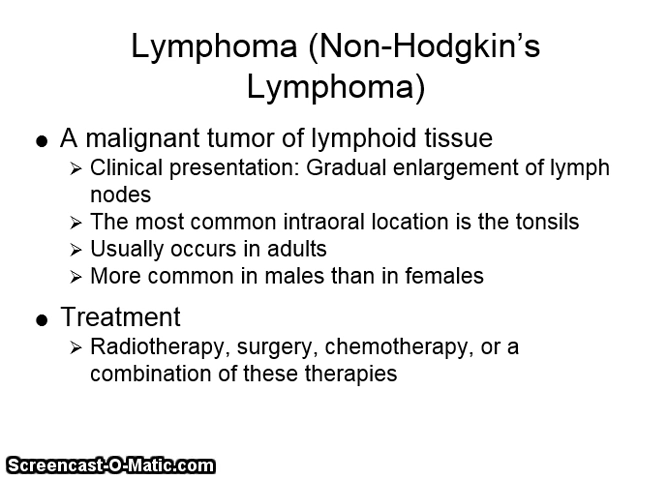 Lymphoma (Non-Hodgkin’s
Lymphoma)
● A malignant tumor of lymphoid tissue
➢ Clinical presentation: Gradual enlargement of lymph
nodes
➢ The most common intraoral location is the tonsils
➢ Usually occurs in adults
➢ More common in males than in females
● Treatment
➢ Radiotherapy, surgery, chemotherapy, or a
combination of these therapies
Screencast-O-Matic.com